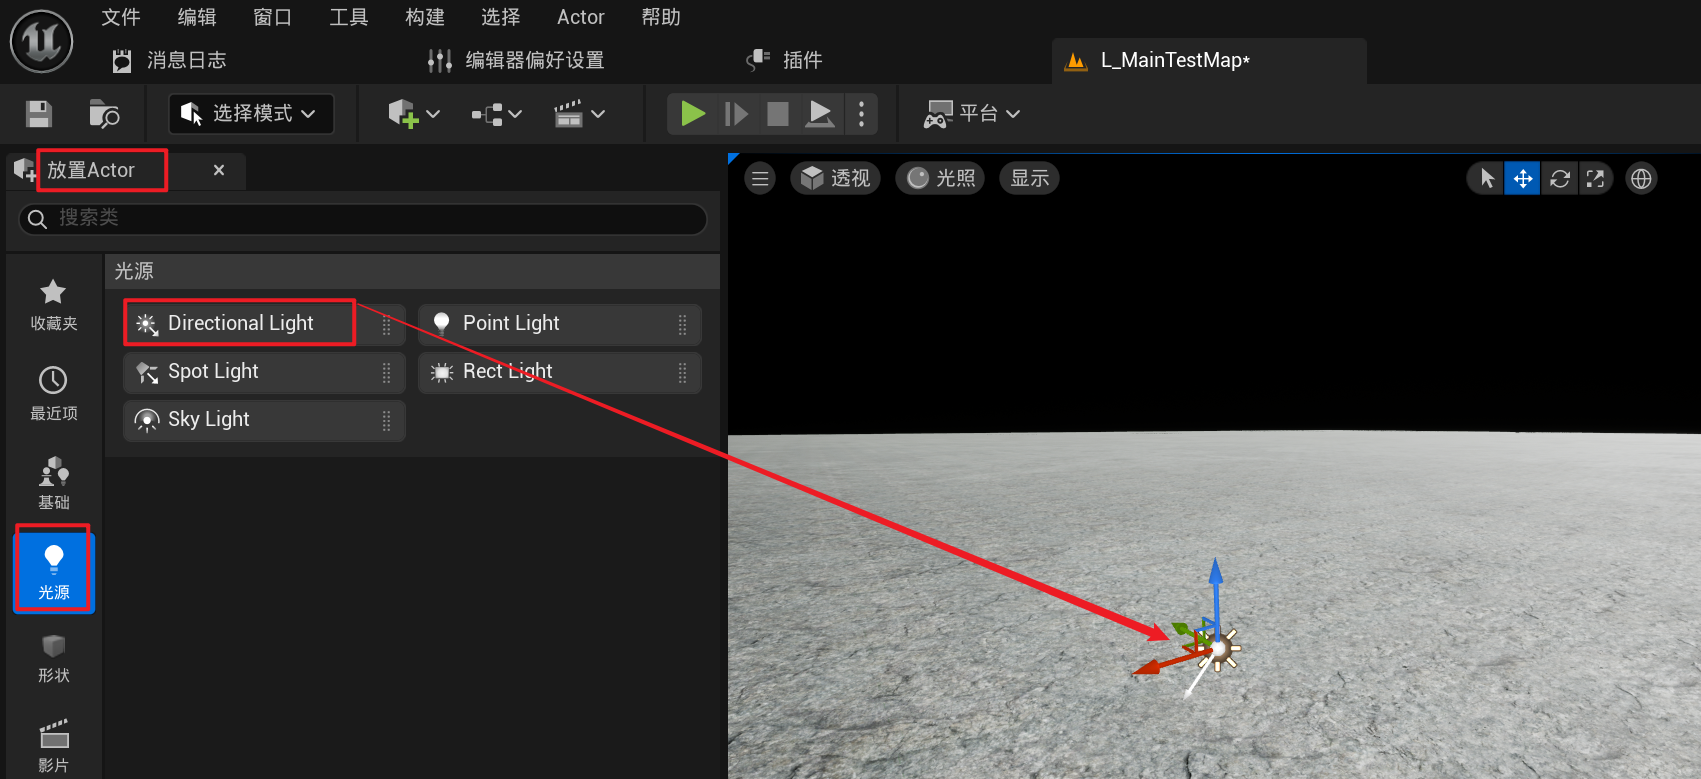 文件 编辑 窗口 工具 构建 选择 Actor 帮助
消息日志 编辑器偏好设置 插件 L_MainTestMap*
选择模式 平台
放置Actor
透视 光照 显示
搜索类
光源
收藏夹
Directional Light Point Light
Spot Light Rect Light
最近项
Sky Light
基础
光源
形状
影片